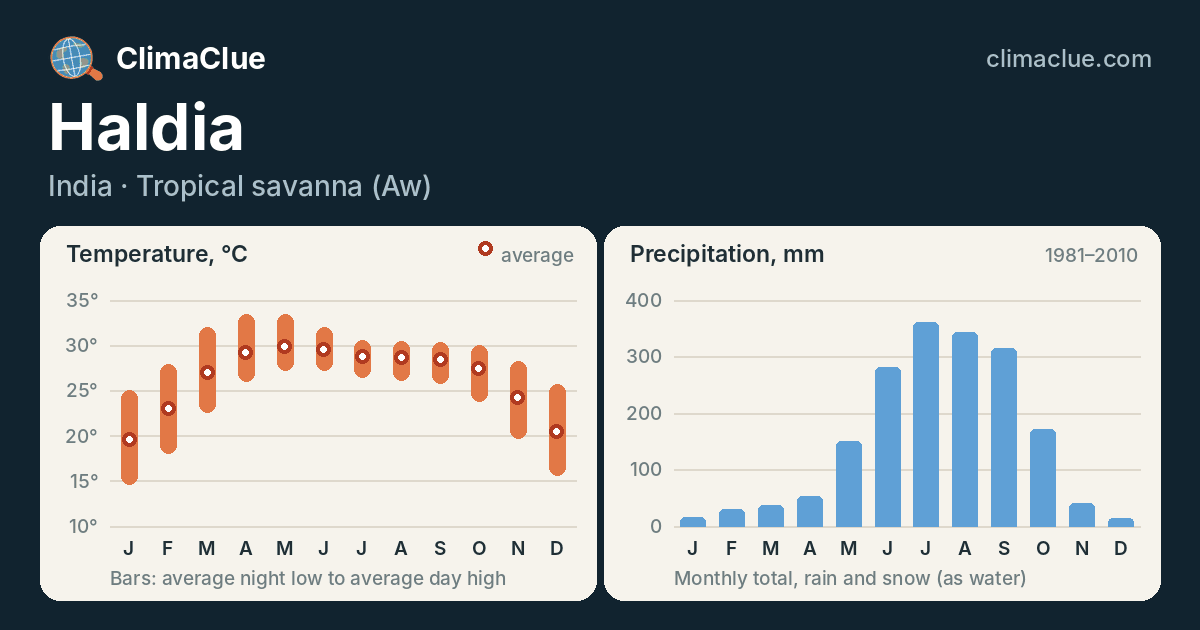 ClimaClue
climaclue.com
Haldia
India · Tropical savanna (Aw)
Temperature, °C
average
35°
30°
25°
20°
15°
10°
J F M A M J J A S O N D
Bars: average night low to average day high
Precipitation, mm
1981–2010
400
300
200
100
0
J F M A M J J A S O N D
Monthly total, rain and snow (as water)